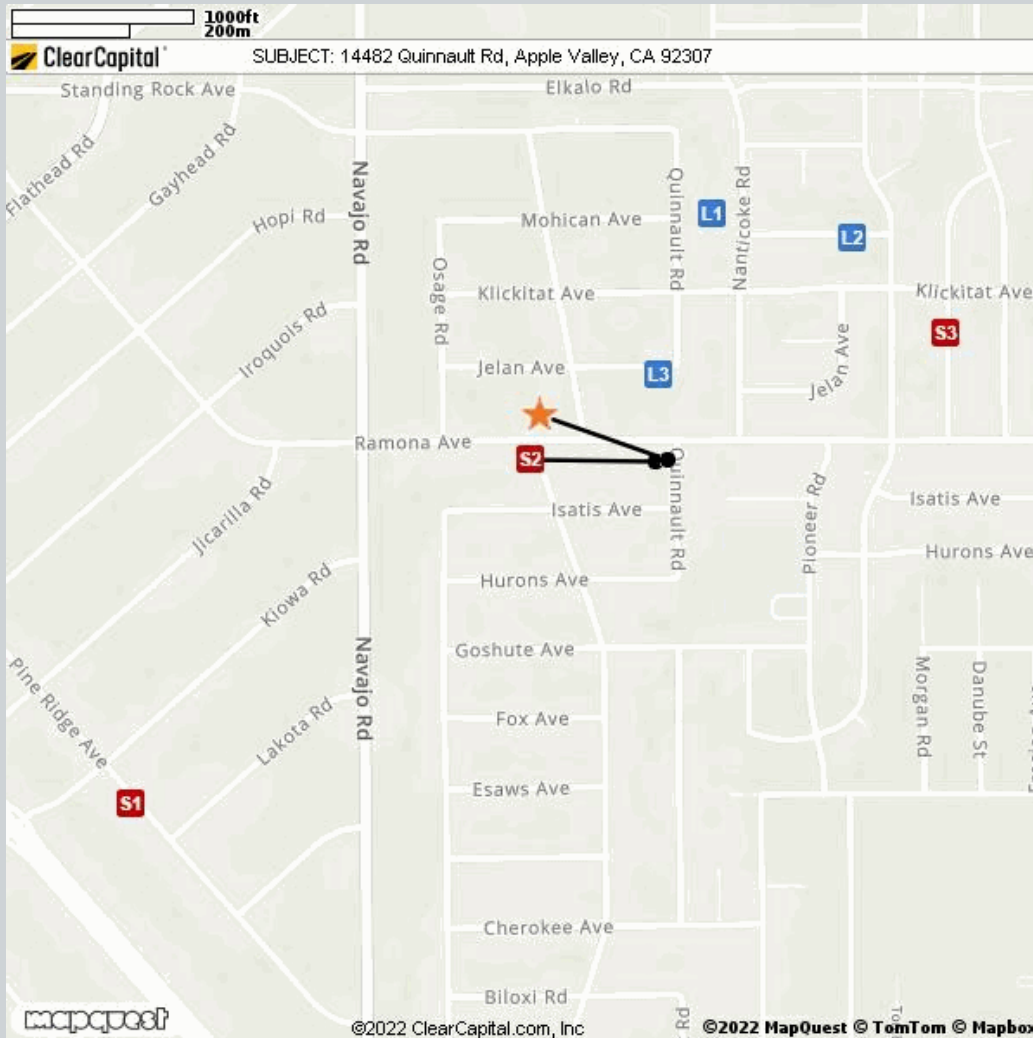 1000ft
200m
ClearCapital
SUBJECT: 14482 Quinnault Rd, Apple Valley, CA 92307
Standing Rock Ave
Elkalo Rd
Flathead Rd
Gayhead Rd
Navajo Rd
Hopi Rd
Mohican Ave
Quinnault Rd
L1
Nanticoke Rd
L2
Osage Rd
Klickitat Ave
Klickitat Ave
Iroquois Rd
S3
Jelan Ave
L3
Jelan Ave
Ramona Ave
S2
Quinnault Rd
Isatis Ave
Isatis Ave
Jicarilla Rd
Pioneer Rd
Hurons Ave
Hurons Ave
Kiowa Rd
Goshute Ave
Navajo Rd
Pine Ridge Ave
Morgan Rd
Danube St
Lakota Rd
Fox Ave
Esaws Ave
S1
Cherokee Ave
Biloxi Rd
Rd
mapquest
©2022 ClearCapital.com, Inc
©2022 MapQuest © TomTom © Mapbox